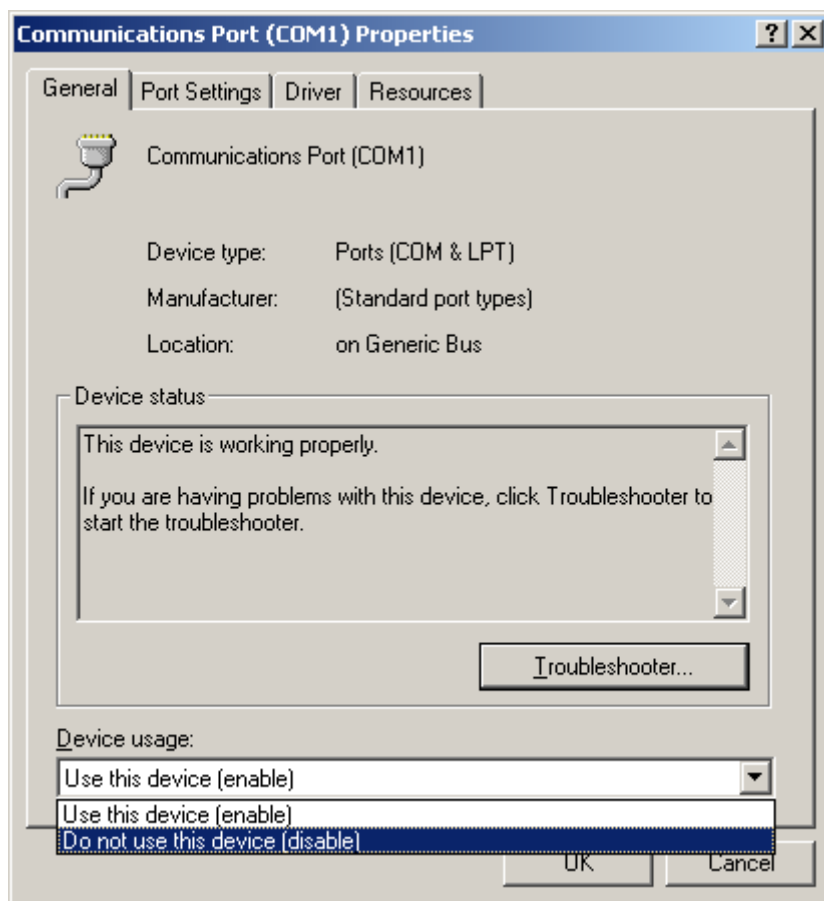 Communications Port (COM1) Properties
General Port Settings Driver Resources
Communications Port (COM1)
Device type: Ports (COM & LPT)
Manufacturer: (Standard port types)
Location: on Generic Bus
Device status
This device is working properly.
If you are having problems with this device, click Troubleshooter to
start the troubleshooter.
Troubleshooter...
Device usage:
Use this device (enable)
Use this device (enable)
Do not use this device (disable)
OK Cancel